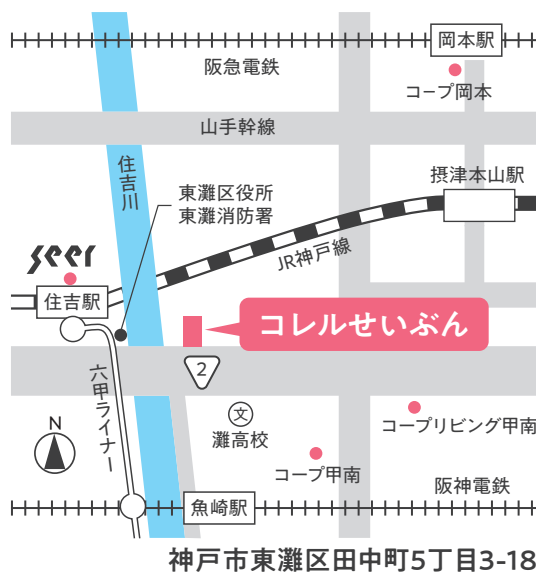 岡本駅
阪急電鉄
コープ岡本
山手幹線
住吉川
摂津本山駅
東灘区役所
東灘消防署
JR神戸線
seer
住吉駅
コレルせいぶん
2
六甲ライナー
文
灘高校
コープリビング甲南
N
コープ甲南
阪神電鉄
魚崎駅
神戸市東灘区田中町5丁目3-18